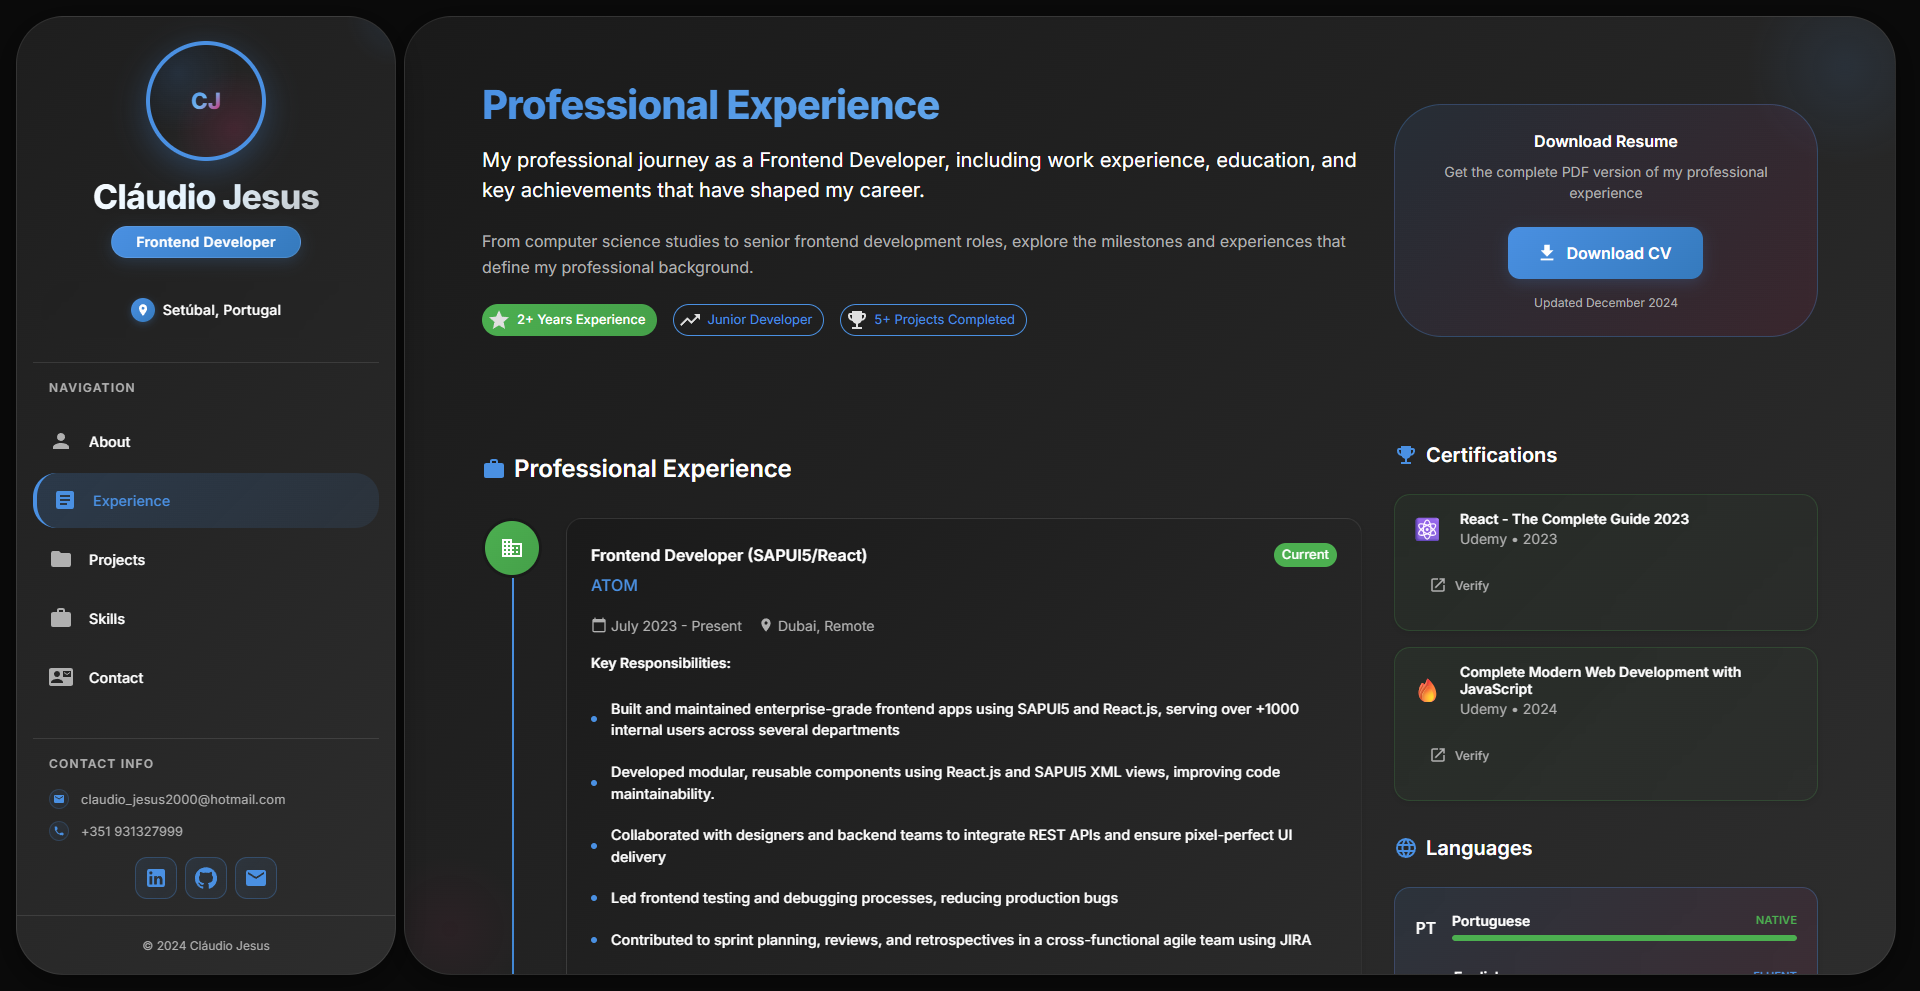 CJ
Cláudio Jesus
Frontend Developer
Setúbal, Portugal
NAVIGATION
About
Experience
Projects
Skills
Contact
CONTACT INFO
claudio_jesus2000@hotmail.com
+351 931327999
© 2024 Cláudio Jesus
Professional Experience
My professional journey as a Frontend Developer, including work experience, education, and
key achievements that have shaped my career.
From computer science studies to senior frontend development roles, explore the milestones and experiences that
define my professional background.
2+ Years Experience
Junior Developer
5+ Projects Completed
Download Resume
Get the complete PDF version of my professional
experience
Download CV
Updated December 2024
Professional Experience
Frontend Developer (SAPUI5/React)
Current
ATOM
July 2023 - Present
Dubai, Remote
Key Responsibilities:
Built and maintained enterprise-grade frontend apps using SAPUI5 and React.js, serving over +1000
internal users across several departments
Developed modular, reusable components using React.js and SAPUI5 XML views, improving code
maintainability.
Collaborated with designers and backend teams to integrate REST APIs and ensure pixel-perfect UI
delivery
Led frontend testing and debugging processes, reducing production bugs
Contributed to sprint planning, reviews, and retrospectives in a cross-functional agile team using JIRA
Certifications
React - The Complete Guide 2023
Udemy • 2023
Verify
Complete Modern Web Development with
JavaScript
Udemy • 2024
Verify
Languages
PT
Portuguese
NATIVE